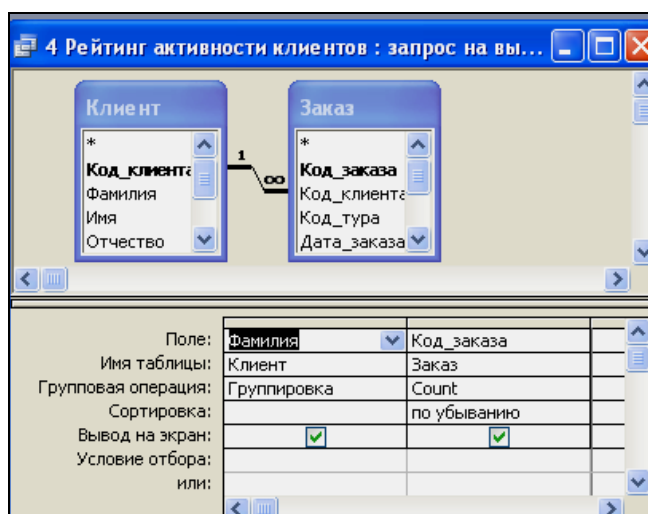 4 Рейтинг активности клиентов : запрос на вы...
Клиент
*
Код_клиента
Фамилия
Имя
Отчество
1
∞
Заказ
*
Код_заказа
Код_клиента
Код_тура
Дата_заказа
Поле: Фамилия Код_заказа
Имя таблицы: Клиент Заказ
Групповая операция: Группировка Count
Сортировка: по убыванию
Вывод на экран:
Условие отбора:
или: